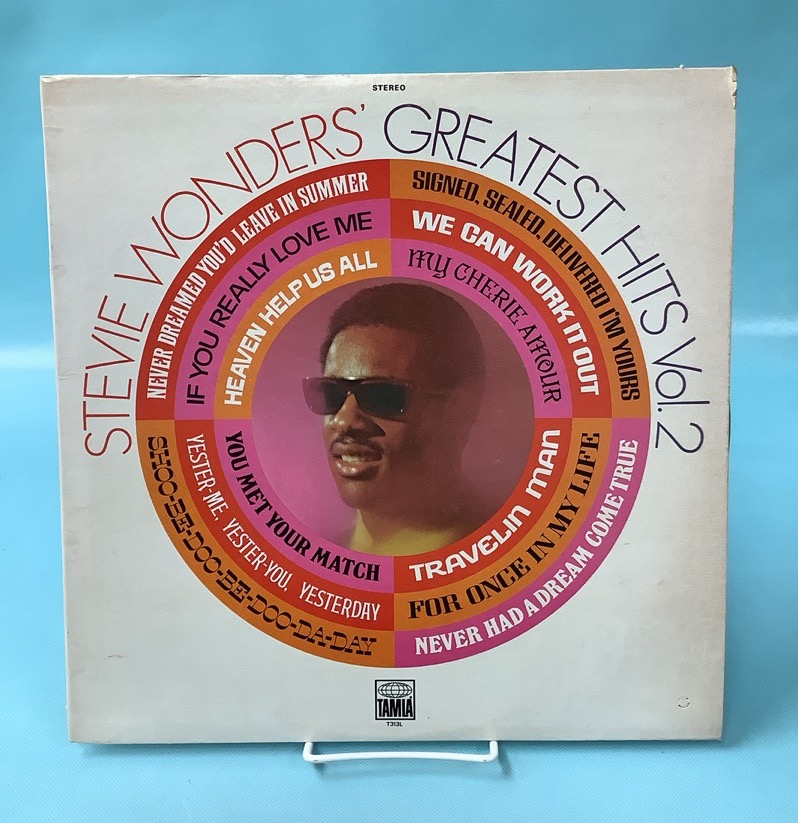 STEREO
STEVIE WONDERS' GREATEST HITS Vol. 2
NEVER DREAMED YOU'D LEAVE IN SUMMER
IF YOU REALLY LOVE ME
HEAVEN HELP US ALL
SIGNED, SEALED, DELIVERED I'M YOURS
WE CAN WORK IT OUT
MY CHERIE AMOUR
TRAVELIN MAN
FOR ONCE IN MY LIFE
NEVER HAD A DREAM COME TRUE
YOU MET YOUR MATCH
YESTER-ME, YESTER-YOU, YESTERDAY
SHOO-BE-DOO-BE-DOO-DA-DAY
TAMLA
T313L